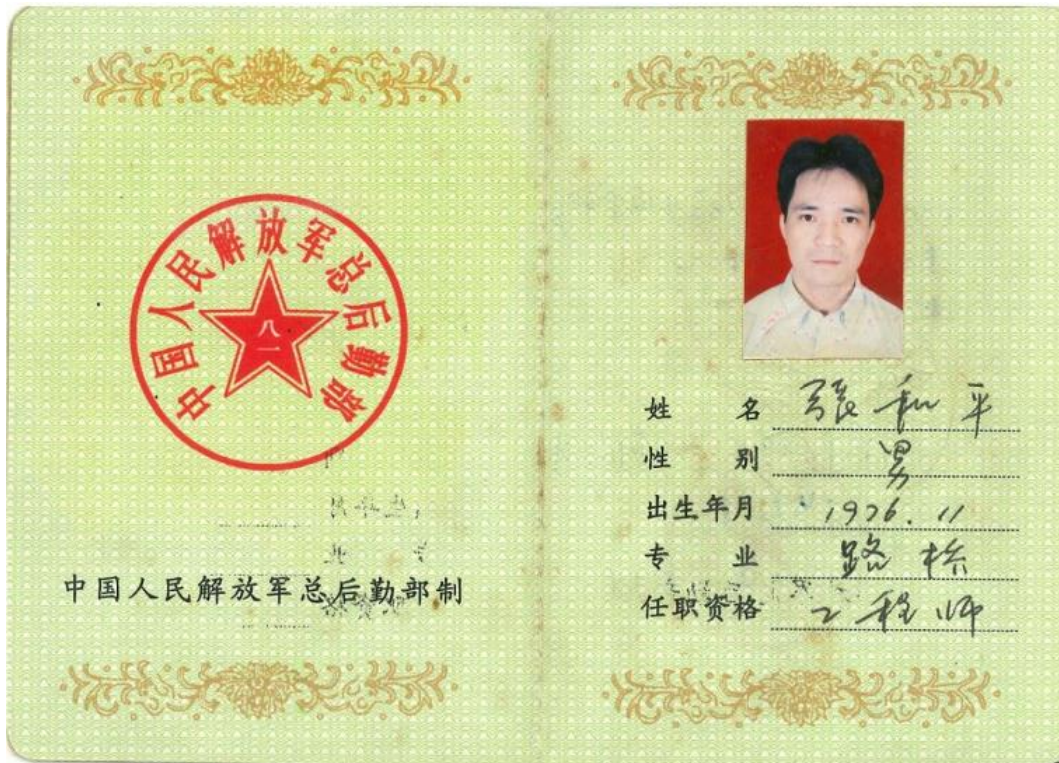 中国人民解放军总后勤部
八一
中国人民解放军总后勤部制
姓 名 张和平
性 别 男
出生年月 1976.11
专 业 路桥
任职资格 工程师